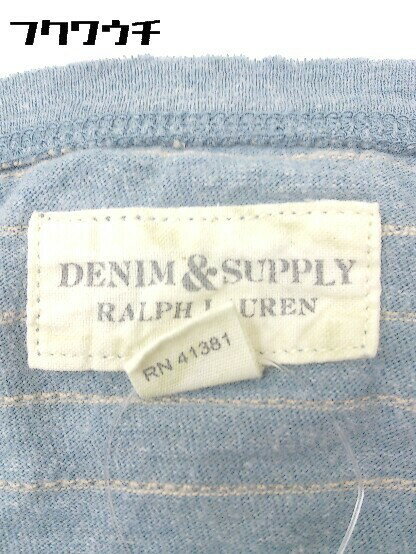 フクワウチ
DENIM & SUPPLY
RALPH LAUREN
RN 41381